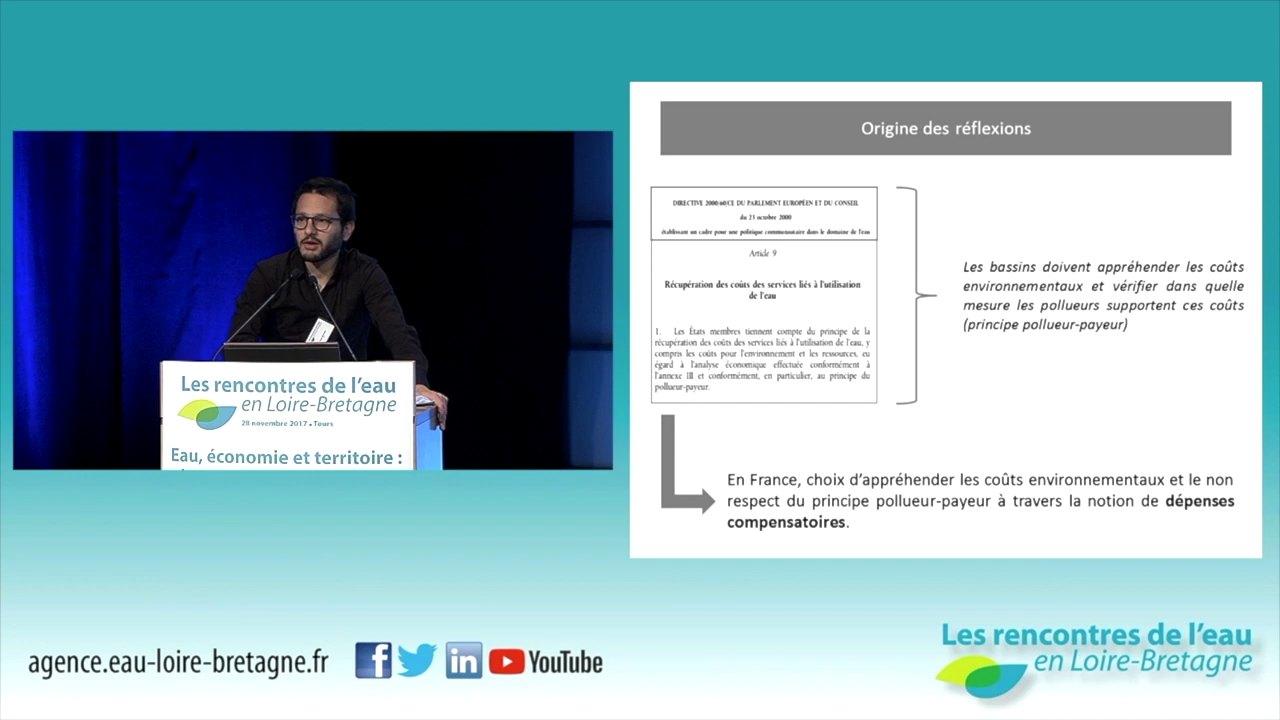 Les rencontres de l'eau
en Loire-Bretagne
28 novembre 2017 • Tours
Eau, économie et territoire :
Origine des réflexions
DIRECTIVE 2000/60/CE DU PARLEMENT EUROPÉEN ET DU CONSEIL
du 23 octobre 2000
établissant un cadre pour une politique communautaire dans le domaine de l'eau
Article 9
Récupération des coûts des services liés à l'utilisation
de l'eau
1. Les États membres tiennent compte du principe de la
récupération des coûts des services liés à l'utilisation de l'eau, y
compris les coûts pour l'environnement et les ressources, eu
égard à l'analyse économique effectuée conformément à
l'annexe III et conformément, en particulier, au principe du
pollueur-payeur.
Les bassins doivent appréhender les coûts
environnementaux et vérifier dans quelle
mesure les pollueurs supportent ces coûts
(principe pollueur-payeur)
En France, choix d'appréhender les coûts environnementaux et le non
respect du principe pollueur-payeur à travers la notion de dépenses
compensatoires.
agence.eau-loire-bretagne.fr
f
in
YouTube
Les rencontres de l'eau
en Loire-Bretagne